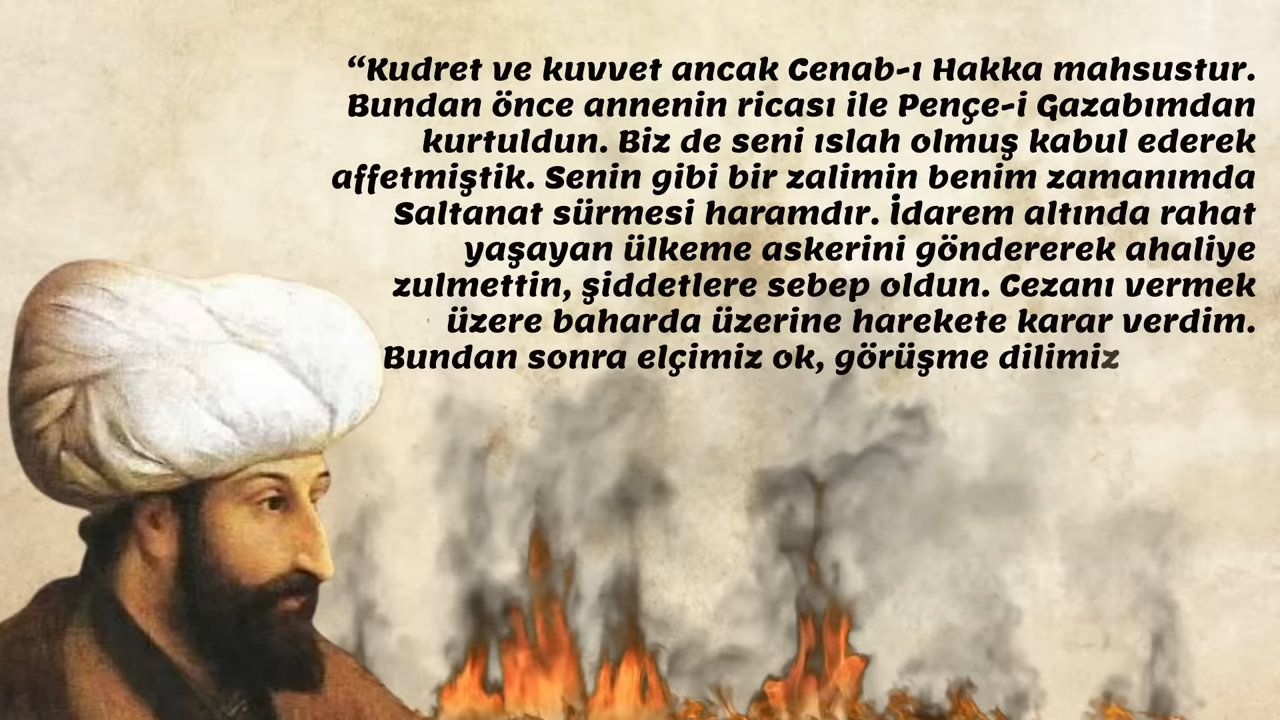 “Kudret ve kuvvet ancak Cenab-ı Hakka mahsustur.
Bundan önce annenin ricası ile Pençe-i Gazabımdan
kurtuldun. Biz de seni ıslah olmuş kabul ederek
affetmiştik. Senin gibi bir zalimin benim zamanımda
Saltanat sürmesi haramdır. İdarem altında rahat
yaşayan ülkeme askerini göndererek ahaliye
zulmettin, şiddetlere sebep oldun. Cezanı vermek
üzere baharda üzerine harekete karar verdim.
Bundan sonra elçimiz ok, görüşme dilimiz